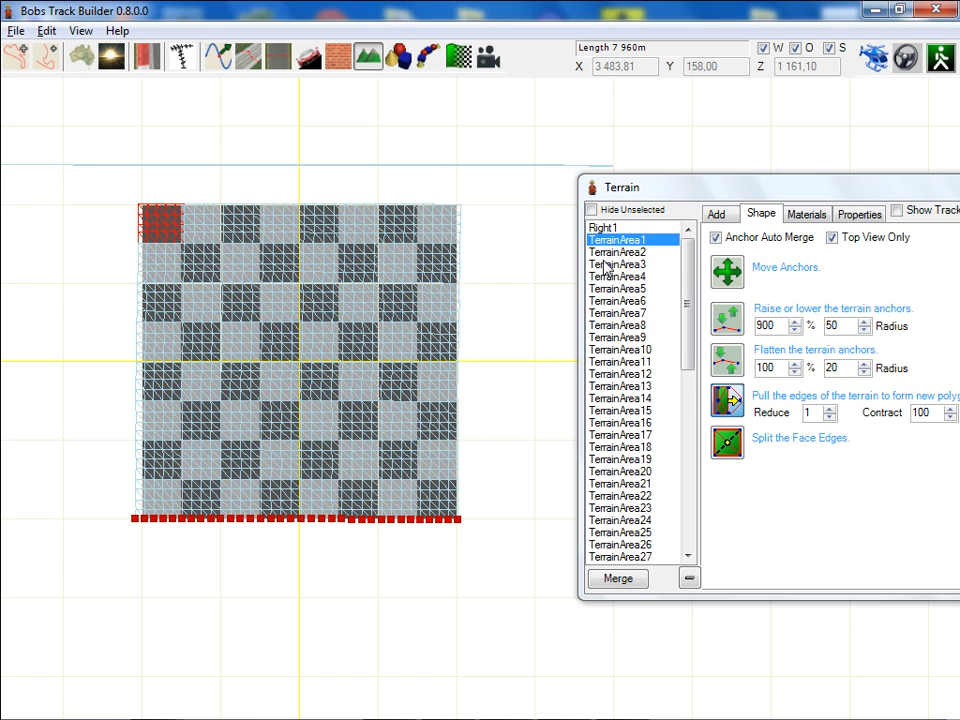 Bobs Track Builder 0.8.0.0
File Edit View Help
Length 7 960m
W O S
X 3 483,81 Y 158,00 Z 1 161,10
Terrain
Hide Unselected
Add Shape Materials Properties Show Track
Right1
TerrainArea1
TerrainArea2
TerrainArea3
TerrainArea4
TerrainArea5
TerrainArea6
TerrainArea7
TerrainArea8
TerrainArea9
TerrainArea10
TerrainArea11
TerrainArea12
TerrainArea13
TerrainArea14
TerrainArea15
TerrainArea16
TerrainArea17
TerrainArea18
TerrainArea19
TerrainArea20
TerrainArea21
TerrainArea22
TerrainArea23
TerrainArea24
TerrainArea25
TerrainArea26
TerrainArea27
Merge
Anchor Auto Merge Top View Only
Move Anchors.
Raise or lower the terrain anchors.
900 % 50 Radius
Flatten the terrain anchors.
100 % 20 Radius
Pull the edges of the terrain to form new
Reduce 1 Contract 100
Split the Face Edges.